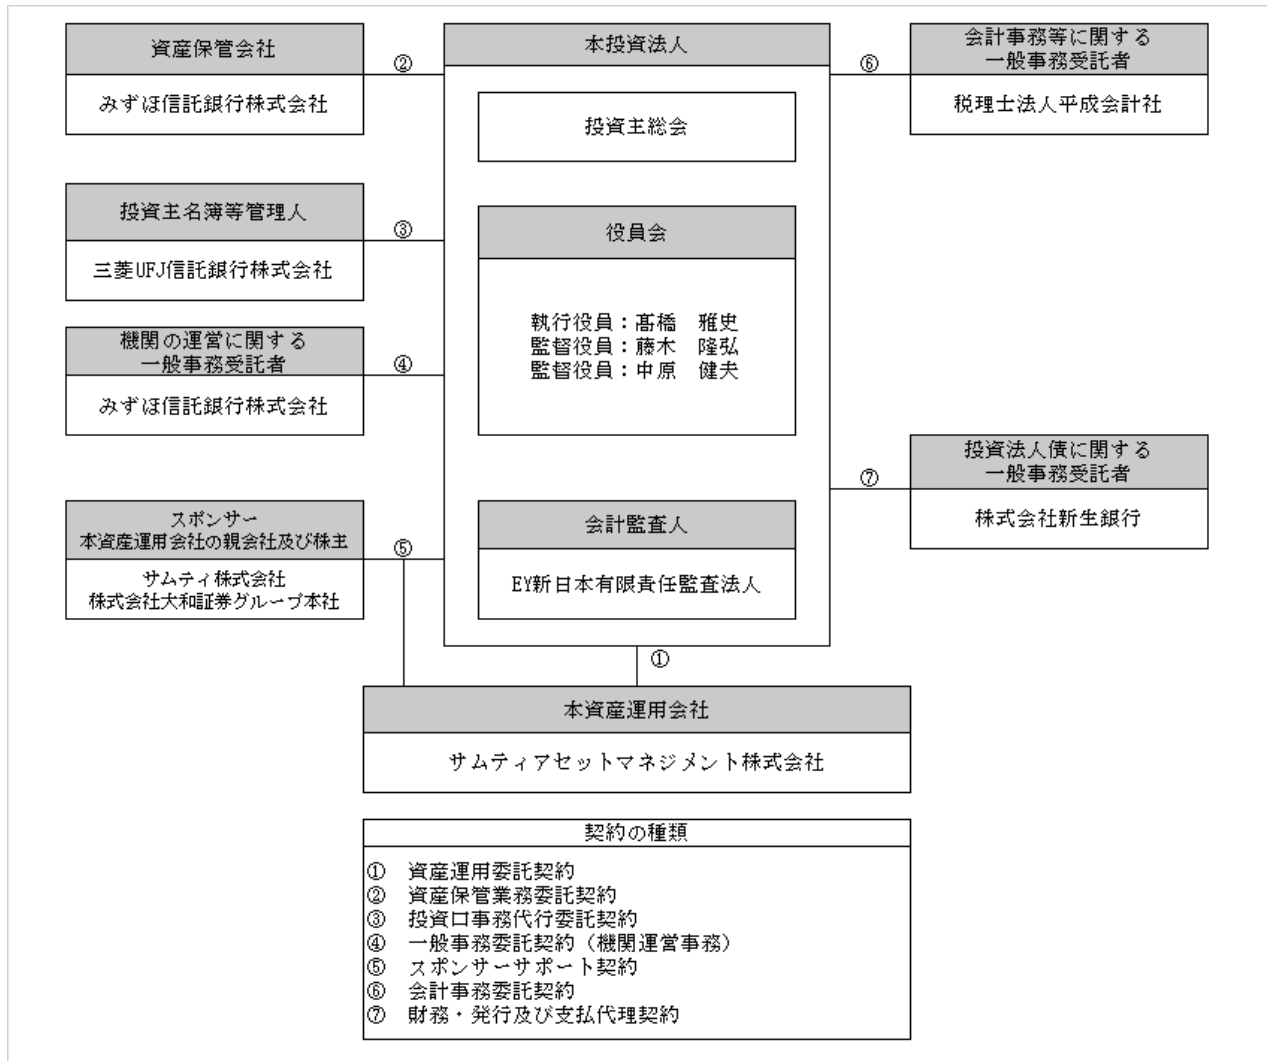 資産保管会社
みずほ信託銀行株式会社
②
投資主名簿等管理人
三菱UFJ信託銀行株式会社
③
機関の運営に関する
一般事務受託者
みずほ信託銀行株式会社
④
スポンサー
本資産運用会社の親会社及び株主
サムティ株式会社
株式会社大和証券グループ本社
⑤
本投資法人
投資主総会
役員会
執行役員：髙橋　雅史
監督役員：藤木　隆弘
監督役員：中原　健夫
会計監査人
EY新日本有限責任監査法人
⑥
会計事務等に関する
一般事務受託者
税理士法人平成会計社
⑦
投資法人債に関する
一般事務受託者
株式会社新生銀行
①
本資産運用会社
サムティアセットマネジメント株式会社
契約の種類
①　資産運用委託契約
②　資産保管業務委託契約
③　投資口事務代行委託契約
④　一般事務委託契約（機関運営事務）
⑤　スポンサーサポート契約
⑥　会計事務委託契約
⑦　財務・発行及び支払代理契約